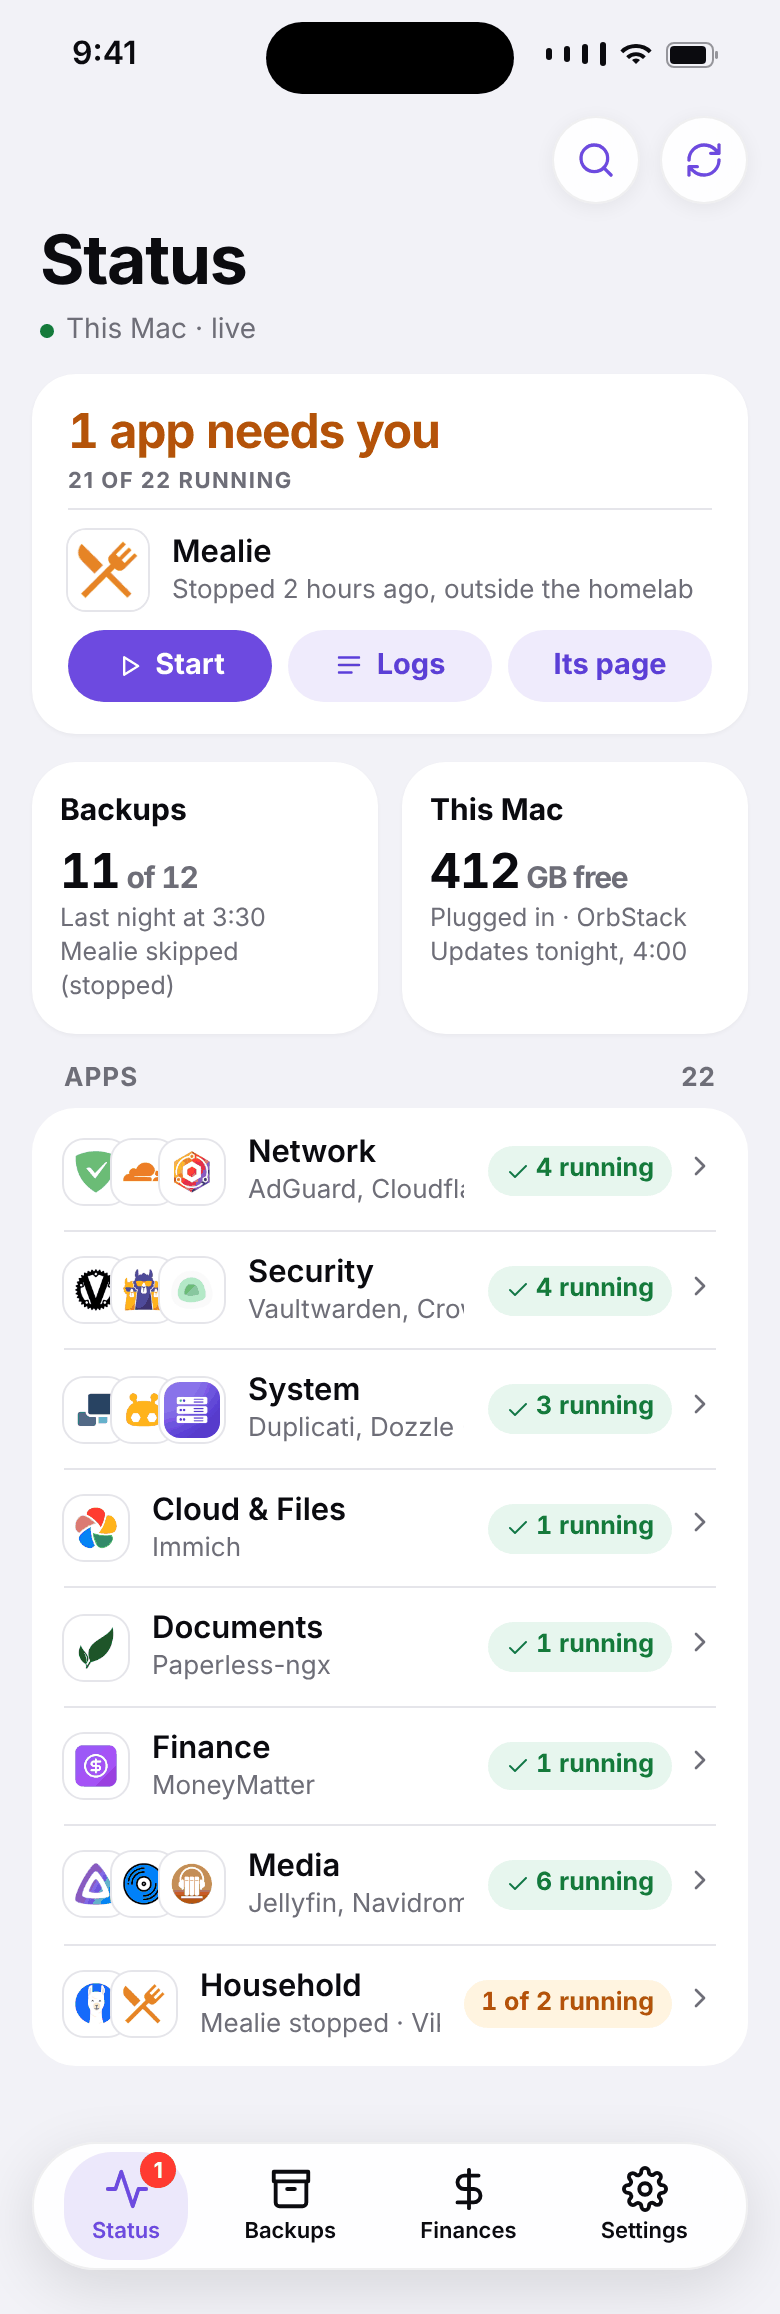 9:41
Status
This Mac · live
1 app needs you
21 OF 22 RUNNING
Mealie
Stopped 2 hours ago, outside the homelab
Start
Logs
Its page
Backups
11 of 12
Last night at 3:30
Mealie skipped
(stopped)
This Mac
412 GB free
Plugged in · OrbStack
Updates tonight, 4:00
APPS 22
Network
AdGuard, Cloudfla
4 running
Security
Vaultwarden, Crow
4 running
System
Duplicati, Dozzle
3 running
Cloud & Files
Immich
1 running
Documents
Paperless-ngx
1 running
Finance
MoneyMatter
1 running
Media
Jellyfin, Navidrom
6 running
Household
Mealie stopped · Vil
1 of 2 running
1
Status
Backups
Finances
Settings